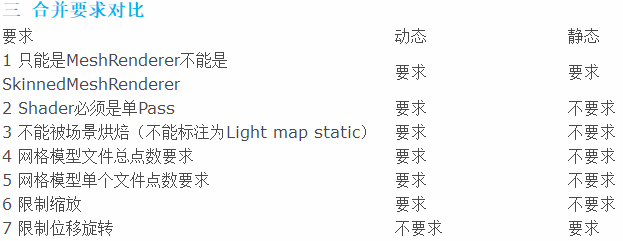 三 合并要求对比
要求 动态 静态
1 只能是MeshRenderer不能是
SkinnedMeshRenderer 要求 要求
2 Shader必须是单Pass 要求 不要求
3 不能被场景烘焙（不能标注为Light map static） 要求 不要求
4 网格模型文件总点数要求 要求 不要求
5 网格模型单个文件点数要求 要求 不要求
6 限制缩放 要求 不要求
7 限制位移旋转 不要求 要求